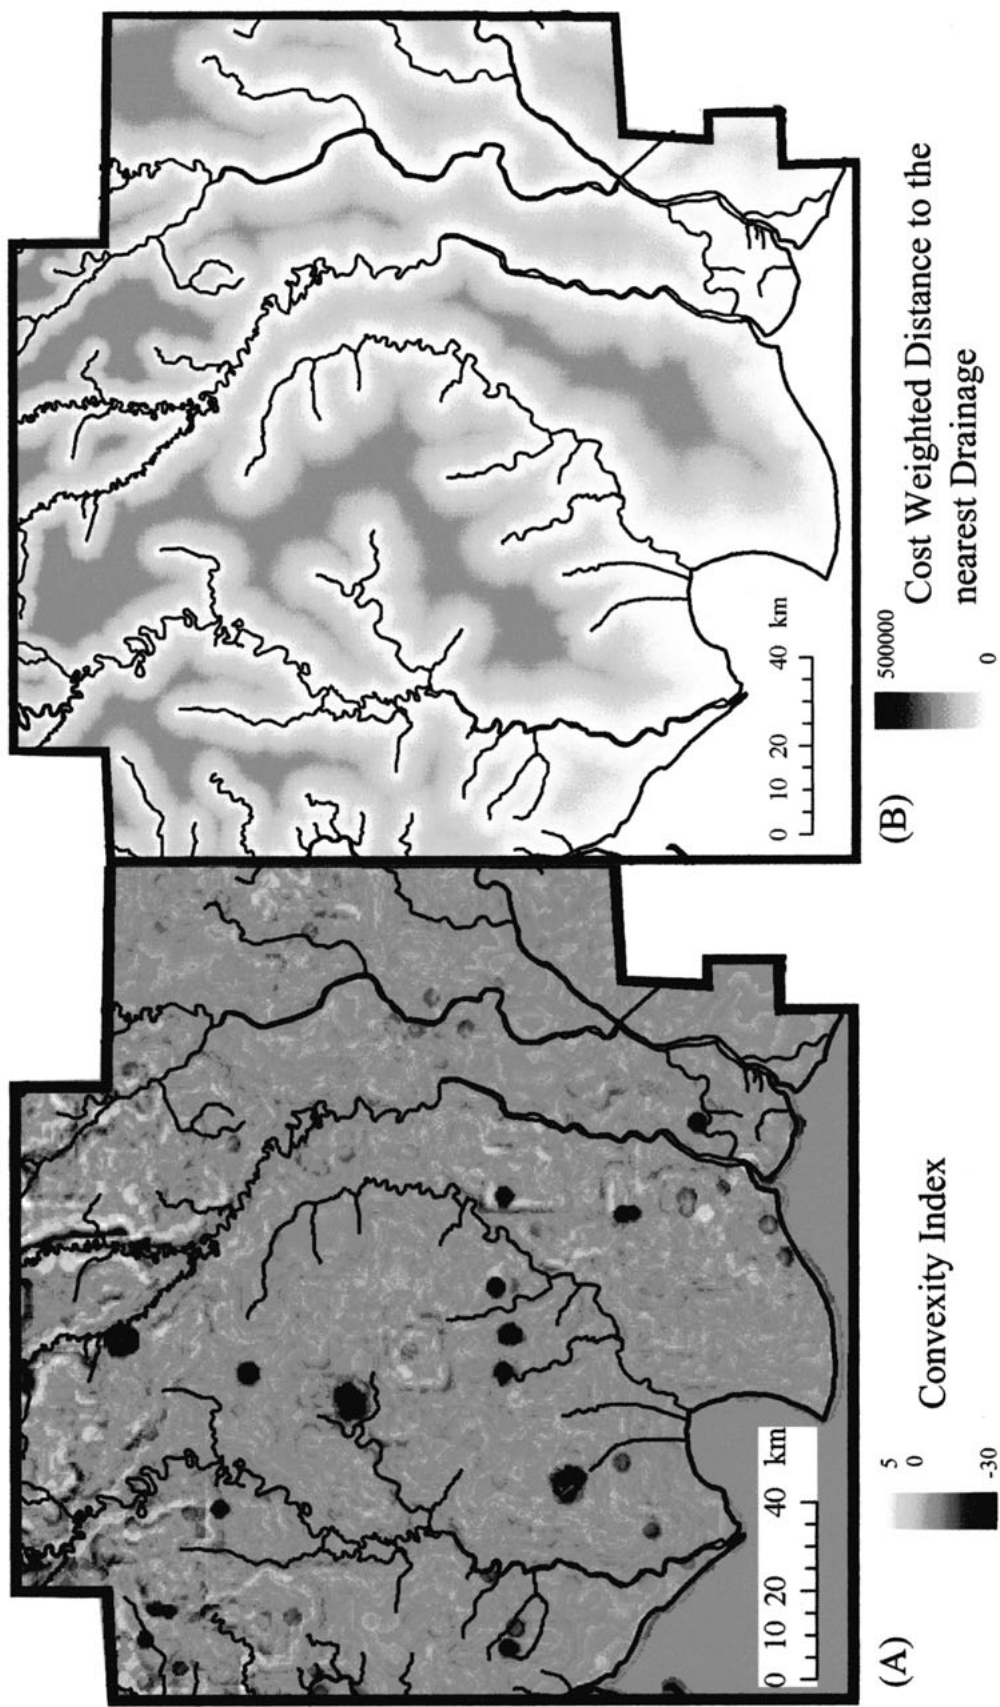 0 10 20 40 km
(A)
5
0
-30
Convexity Index
0 10 20 40 km
(B)
500000
0
Cost Weighted Distance to the
nearest Drainage